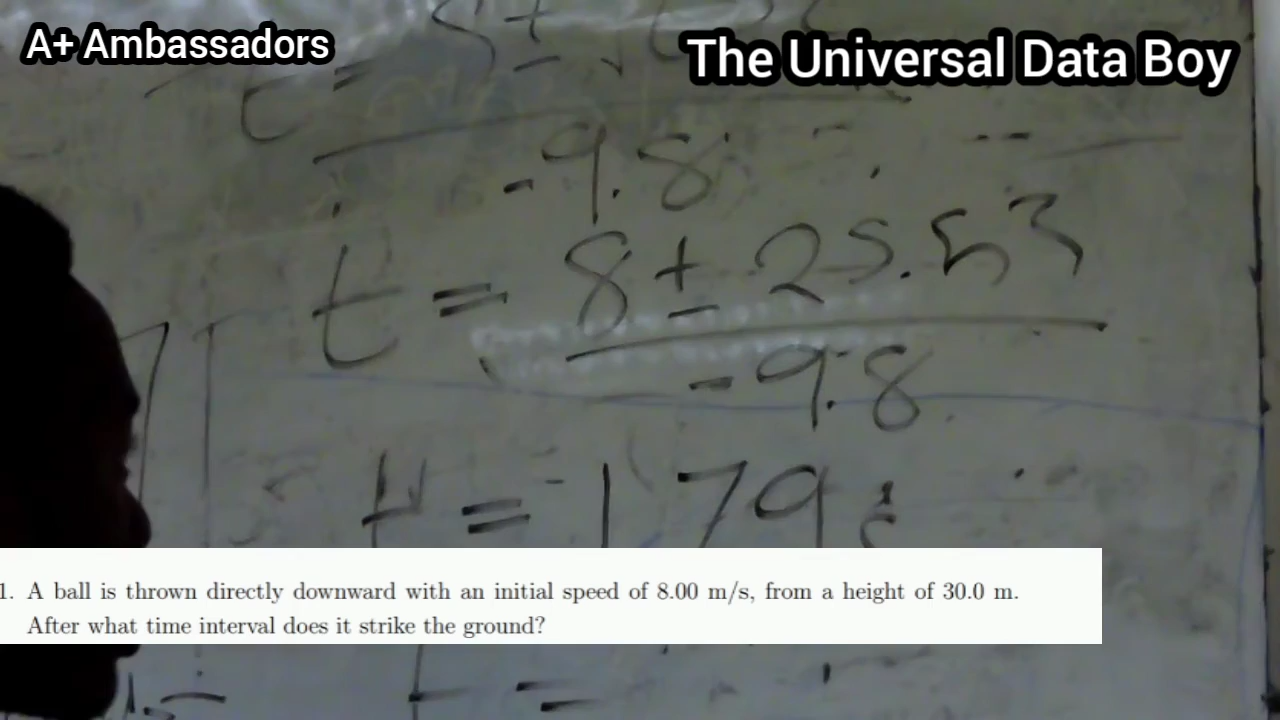 A+ Ambassadors
The Universal Data Boy
t =
-9.8
t = 8 ± 25.53
-9.8
t = 1 79 s
1. A ball is thrown directly downward with an initial speed of 8.00 m/s, from a height of 30.0 m.
After what time interval does it strike the ground?